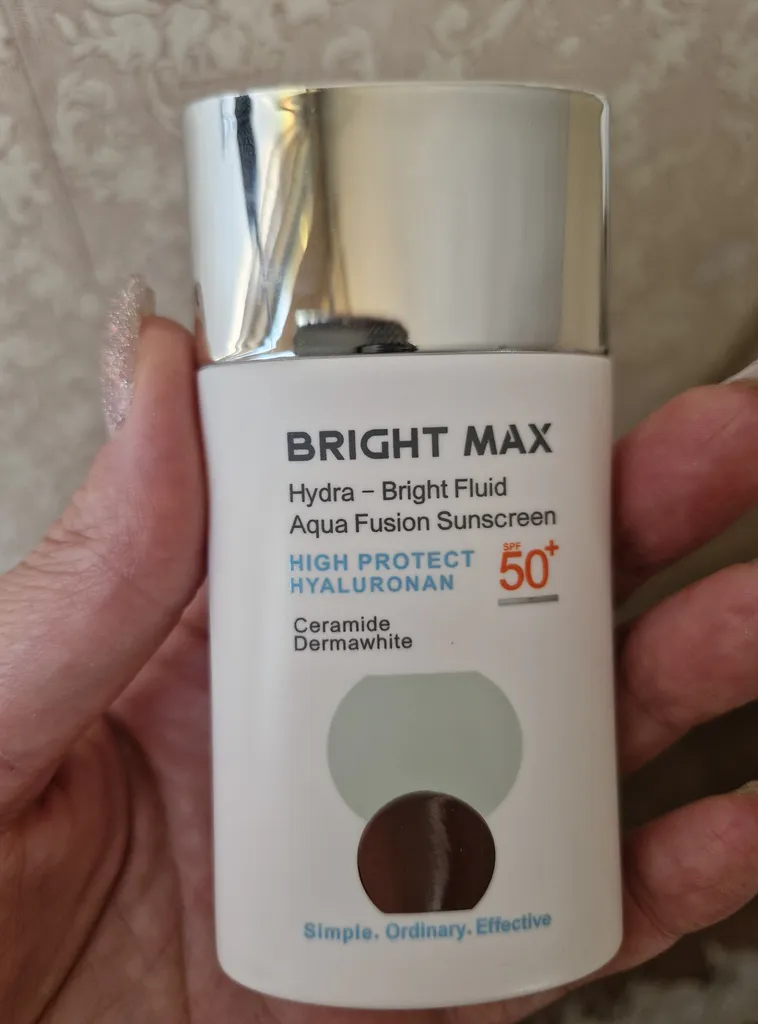 BRIGHT MAX
Hydra – Bright Fluid
Aqua Fusion Sunscreen
HIGH PROTECT
HYALURONAN
SPF
50+
Ceramide
Dermawhite
Simple. Ordinary. Effective